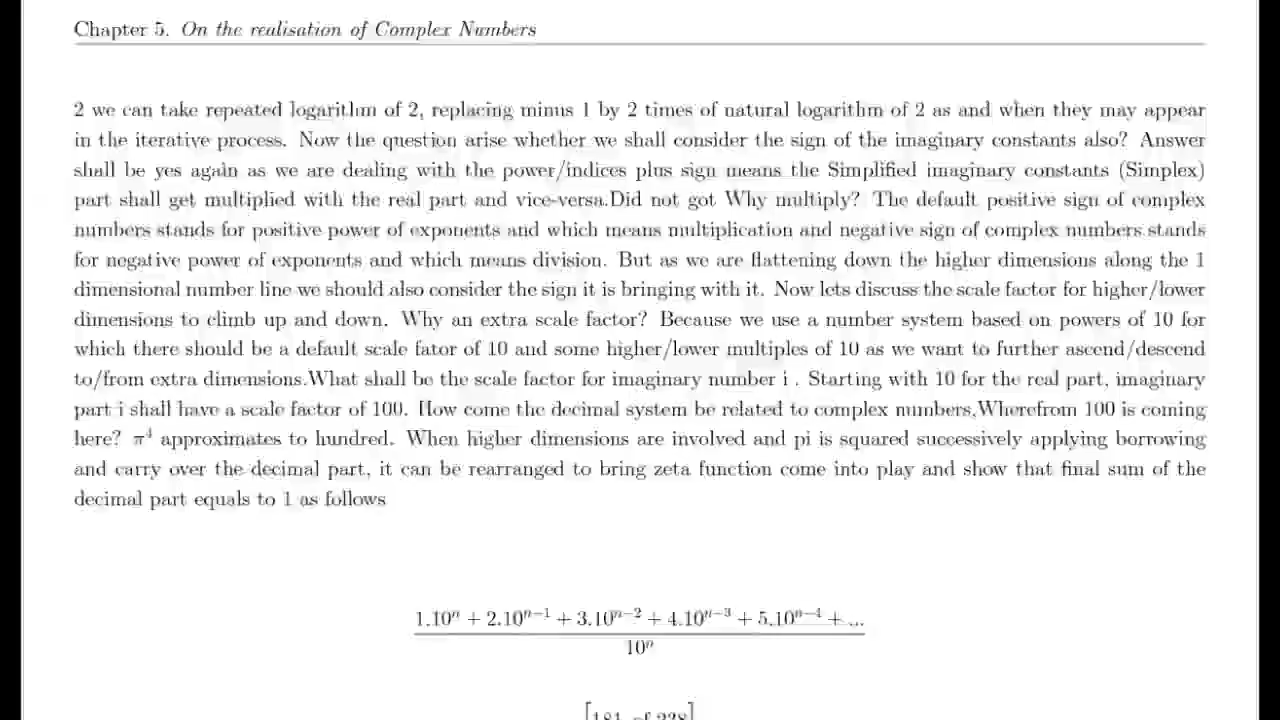 Chapter 5. On the realisation of Complex Numbers
2 we can take repeated logarithm of 2, replacing minus 1 by 2 times of natural logarithm of 2 as and when they may appear
in the iterative process. Now the question arise whether we shall consider the sign of the imaginary constants also? Answer
shall be yes again as we are dealing with the power/indices plus sign means the Simplified imaginary constants (Simplex)
part shall get multiplied with the real part and vice-versa.Did not got Why multiply? The default positive sign of complex
numbers stands for positive power of exponents and which means multiplication and negative sign of complex numbers stands
for negative power of exponents and which means division. But as we are flattening down the higher dimensions along the 1
dimensional number line we should also consider the sign it is bringing with it. Now lets discuss the scale factor for higher/lower
dimensions to climb up and down. Why an extra scale factor? Because we use a number system based on powers of 10 for
which there should be a default scale fator of 10 and some higher/lower multiples of 10 as we want to further ascend/descend
to/from extra dimensions.What shall be the scale factor for imaginary number i . Starting with 10 for the real part, imaginary
part i shall have a scale factor of 100. How come the decimal system be related to complex numbers,Wherefrom 100 is coming
here? π⁴ approximates to hundred. When higher dimensions are involved and pi is squared successively applying borrowing
and carry over the decimal part, it can be rearranged to bring zeta function come into play and show that final sum of the
decimal part equals to 1 as follows
1.10ⁿ + 2.10ⁿ⁻¹ + 3.10ⁿ⁻² + 4.10ⁿ⁻³ + 5.10ⁿ⁻⁴ + ...
10ⁿ
[181 of 228]